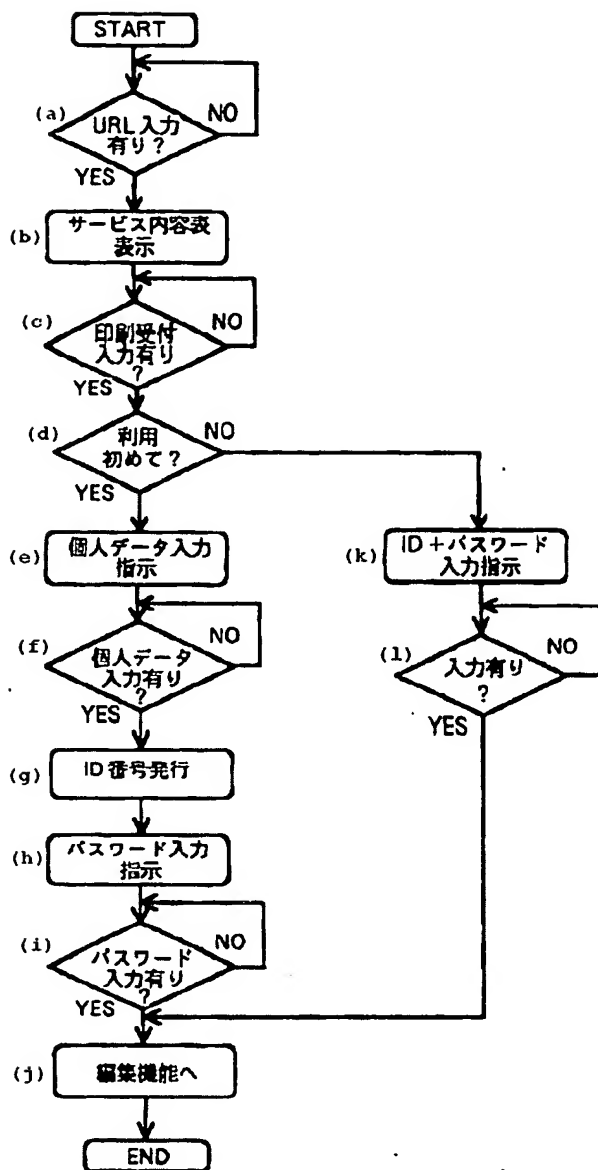 START
(a)
URL入力
有り？
NO
YES
(b)
サービス内容表
表示
(c)
印刷受付
入力有り
？
NO
YES
(d)
利用
初めて？
NO
YES
(e)
個人データ入力
指示
(k)
ID＋パスワード
入力指示
(f)
個人データ
入力有り
？
NO
YES
(l)
入力有り
？
NO
YES
(g)
ID番号発行
(h)
パスワード入力
指示
(i)
パスワード
入力有り
？
NO
YES
(j)
編集機能へ
END